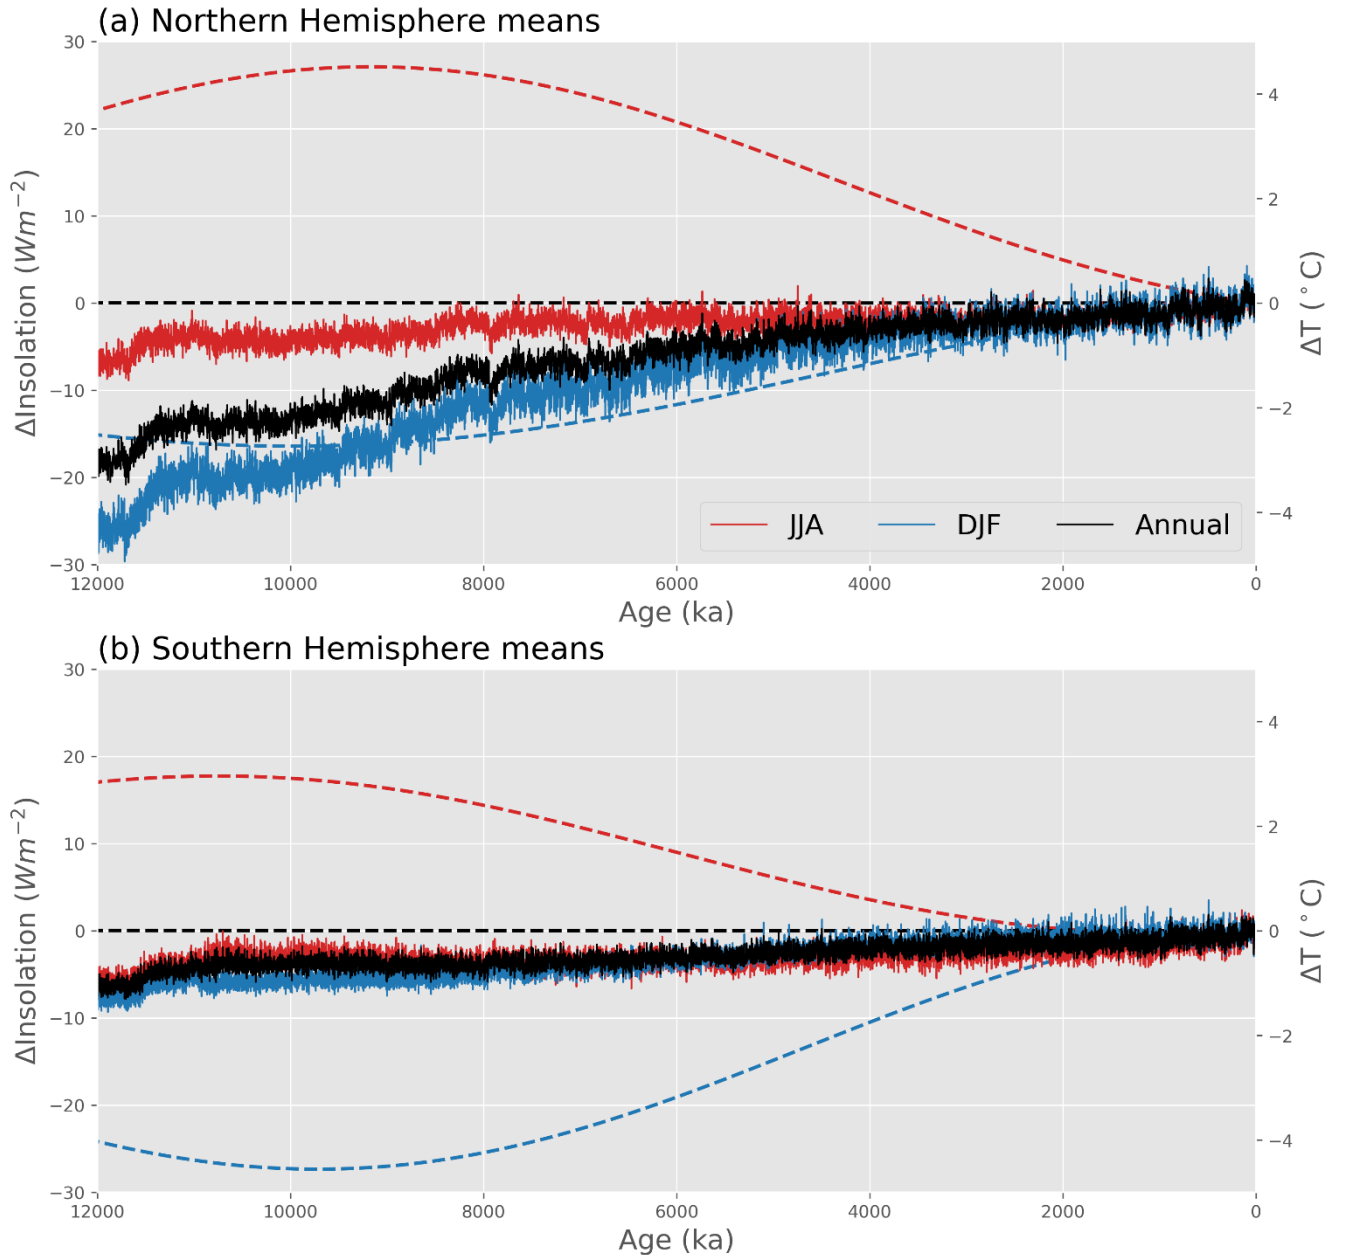 (a) Northern Hemisphere means
30
20
10
0
−10
−20
−30
ΔInsolation (Wm⁻²)
4
2
0
−2
−4
ΔT (°C)
JJA DJF Annual
12000 10000 8000 6000 4000 2000 0
Age (ka)
(b) Southern Hemisphere means
30
20
10
0
−10
−20
−30
ΔInsolation (Wm⁻²)
4
2
0
−2
−4
ΔT (°C)
12000 10000 8000 6000 4000 2000 0
Age (ka)